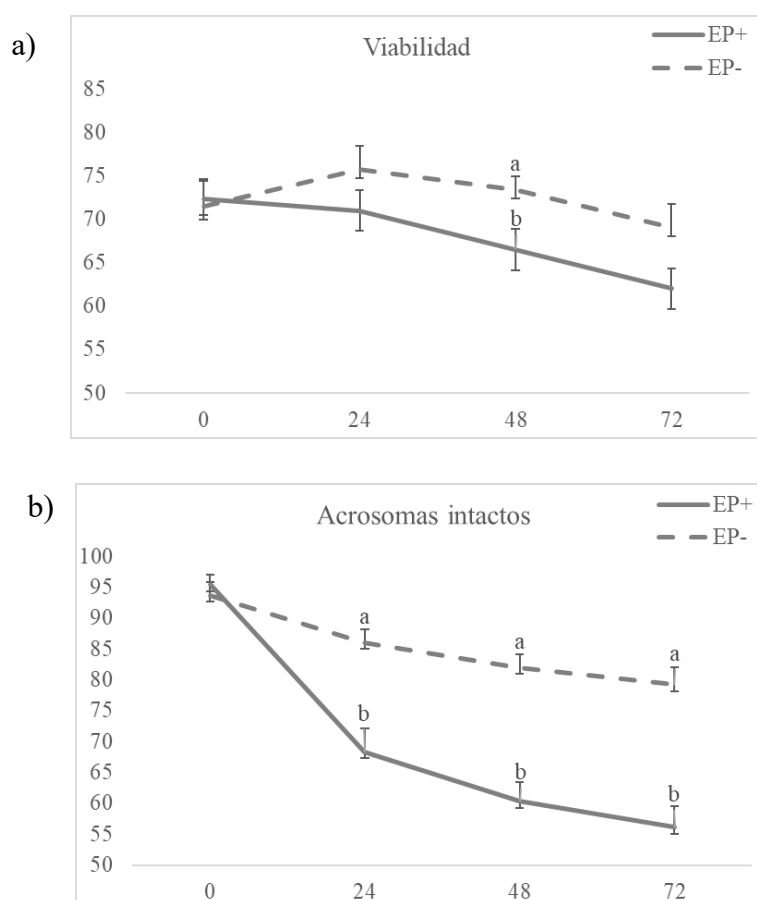 a)
Viabilidad
EP+
EP-
85
80
75
70
65
60
55
50
a
b
0 24 48 72
b)
Acrosomas intactos
EP+
EP-
100
95
90
85
80
75
70
65
60
55
50
a
a
a
b
b
b
0 24 48 72